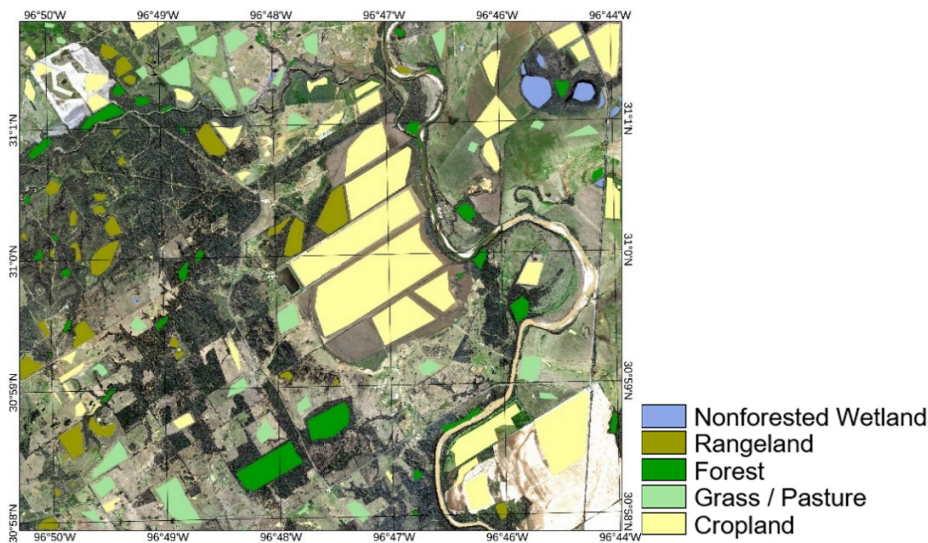 96°50'W 96°49'W 96°48'W 96°47'W 96°46'W 96°44'W
31°1'N 31°1'N
31°0'N 31°0'N
30°59'N 30°59'N
30°58'N 30°58'N
Nonforested Wetland
Rangeland
Forest
Grass / Pasture
Cropland
96°50'W 96°49'W 96°48'W 96°47'W 96°46'W 96°44'W